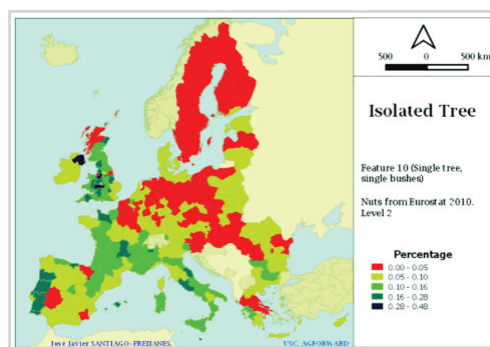 500 0 500 km
Isolated Tree
Feature 10 (Single tree,
single bushes)
Nuts from Eurostat 2010.
Level 2
Percentage
0.00 - 0.05
0.05 - 0.10
0.10 - 0.16
0.16 - 0.28
0.28 - 0.48
Jose Javier SANTIAGO-FREIJANES, USC, AGFORWARD